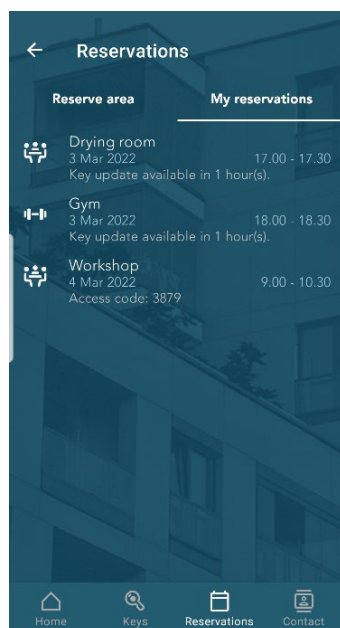 Reservations
Reserve area
My reservations
Drying room
3 Mar 2022 17.00 - 17.30
Key update available in 1 hour(s).
Gym
3 Mar 2022 18.00 - 18.30
Key update available in 1 hour(s).
Workshop
4 Mar 2022 9.00 - 10.30
Access code: 3879
Home
Keys
Reservations
Contact